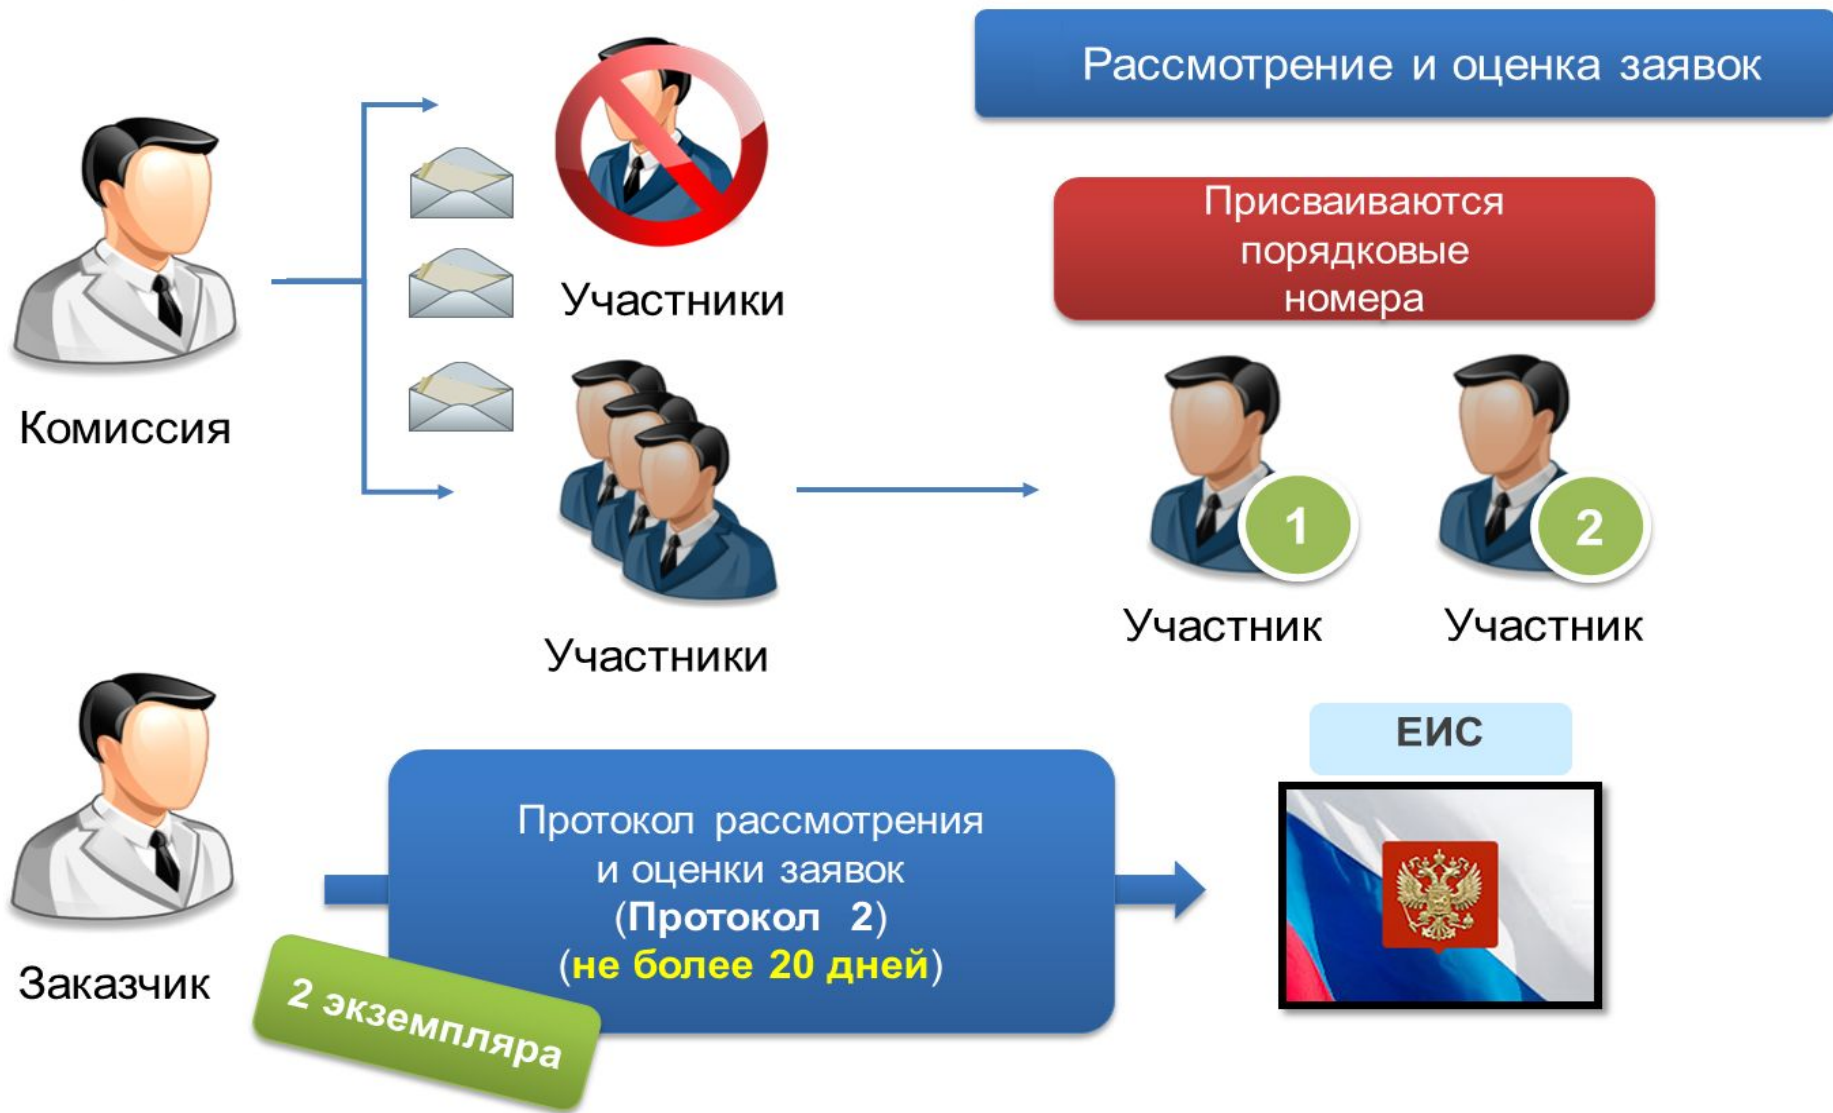 Рассмотрение и оценка заявок
Присваиваются
порядковые
номера
Участники
Комиссия
1
2
Участник
Участник
Участники
ЕИС
Протокол рассмотрения
и оценки заявок
(Протокол 2)
(не более 20 дней)
Заказчик
2 экземпляра